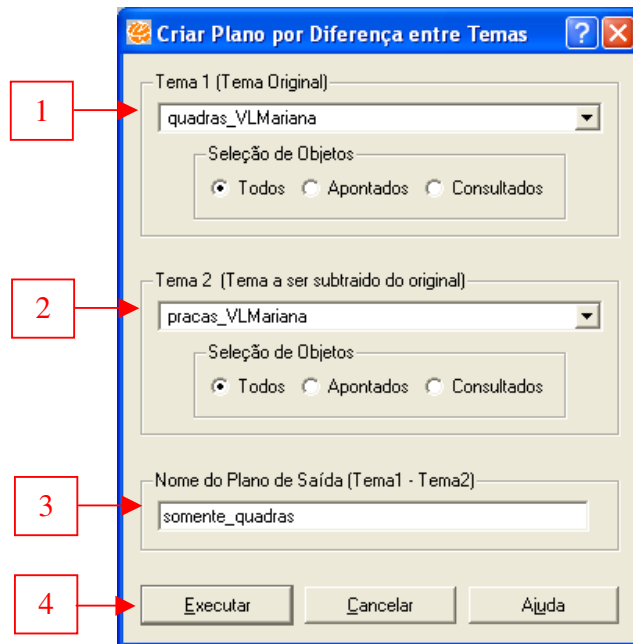 Criar Plano por Diferença entre Temas
Tema 1 (Tema Original)
1
quadras_VLMariana
Seleção de Objetos
Todos Apontados Consultados
Tema 2 (Tema a ser subtraido do original)
2
pracas_VLMariana
Seleção de Objetos
Todos Apontados Consultados
Nome do Plano de Saída (Tema1 - Tema2)
3
somente_quadras
4
Executar Cancelar Ajuda